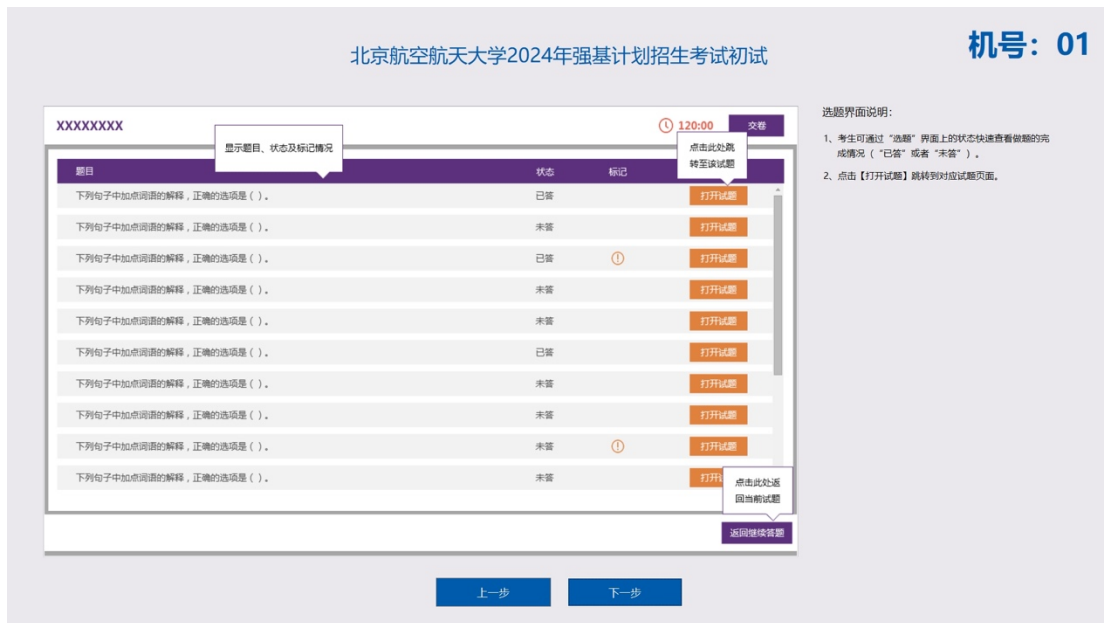 北京航空航天大学2024年强基计划招生考试初试
机号：01
XXXXXXXX
120:00
交卷
显示题目、状态及标记情况
点击此处跳
转至该试题
题目 状态 标记
下列句子中加点词语的解释，正确的选项是（ ）。 已答 打开试题
下列句子中加点词语的解释，正确的选项是（ ）。 未答 打开试题
下列句子中加点词语的解释，正确的选项是（ ）。 已答 打开试题
下列句子中加点词语的解释，正确的选项是（ ）。 未答 打开试题
下列句子中加点词语的解释，正确的选项是（ ）。 未答 打开试题
下列句子中加点词语的解释，正确的选项是（ ）。 已答 打开试题
下列句子中加点词语的解释，正确的选项是（ ）。 未答 打开试题
下列句子中加点词语的解释，正确的选项是（ ）。 未答 打开试题
下列句子中加点词语的解释，正确的选项是（ ）。 未答 打开试题
下列句子中加点词语的解释，正确的选项是（ ）。 未答 打开
点击此处返
回当前试题
返回继续答题
选题界面说明：
1、考生可通过“选题”界面上的状态快速查看做题的完
成情况（“已答”或者“未答”）。
2、点击【打开试题】跳转到对应试题页面。
上一步
下一步